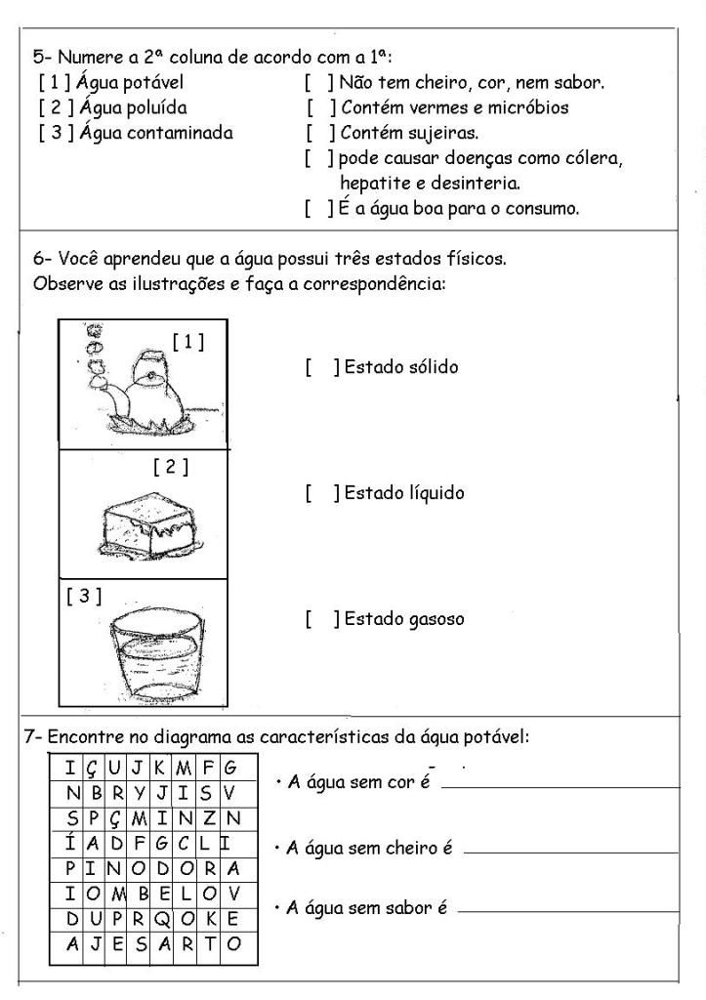 5- Numere a 2ª coluna de acordo com a 1ª:
[ 1 ] Água potável [ ] Não tem cheiro, cor, nem sabor.
[ 2 ] Água poluída [ ] Contém vermes e micróbios
[ 3 ] Água contaminada [ ] Contém sujeiras.
[ ] pode causar doenças como cólera,
hepatite e desinteria.
[ ] É a água boa para o consumo.
6- Você aprendeu que a água possui três estados físicos.
Observe as ilustrações e faça a correspondência:
[ 1 ]
[ ] Estado sólido
[ 2 ]
[ ] Estado líquido
[ 3 ]
[ ] Estado gasoso
7- Encontre no diagrama as características da água potável:
I Ç U J K M F G
N B R Y J I S V
S P Ç M I N Z N
Í A D F G C L I
P I N O D O R A
I O M B E L O V
D U P R Q O K E
A J E S A R T O
• A água sem cor é
• A água sem cheiro é
• A água sem sabor é